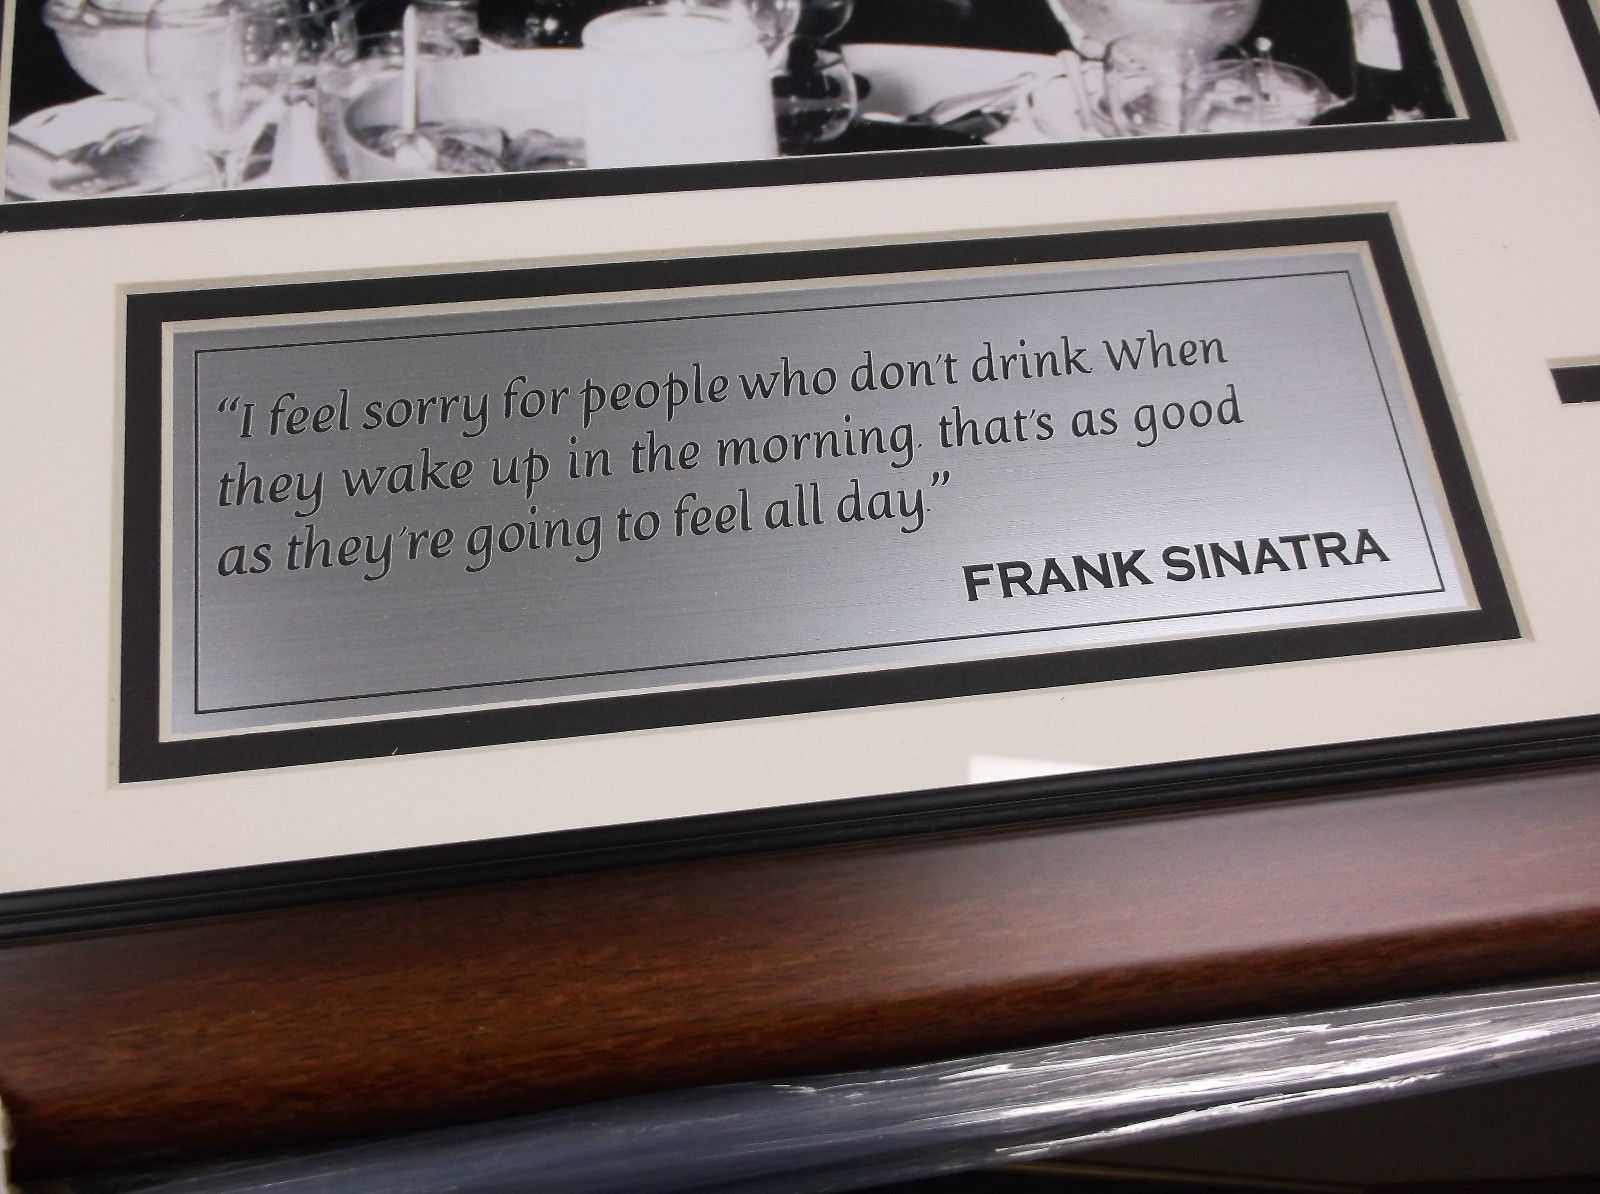 “I feel sorry for people who don't drink. When
they wake up in the morning, that's as good
as they're going to feel all day.”
FRANK SINATRA